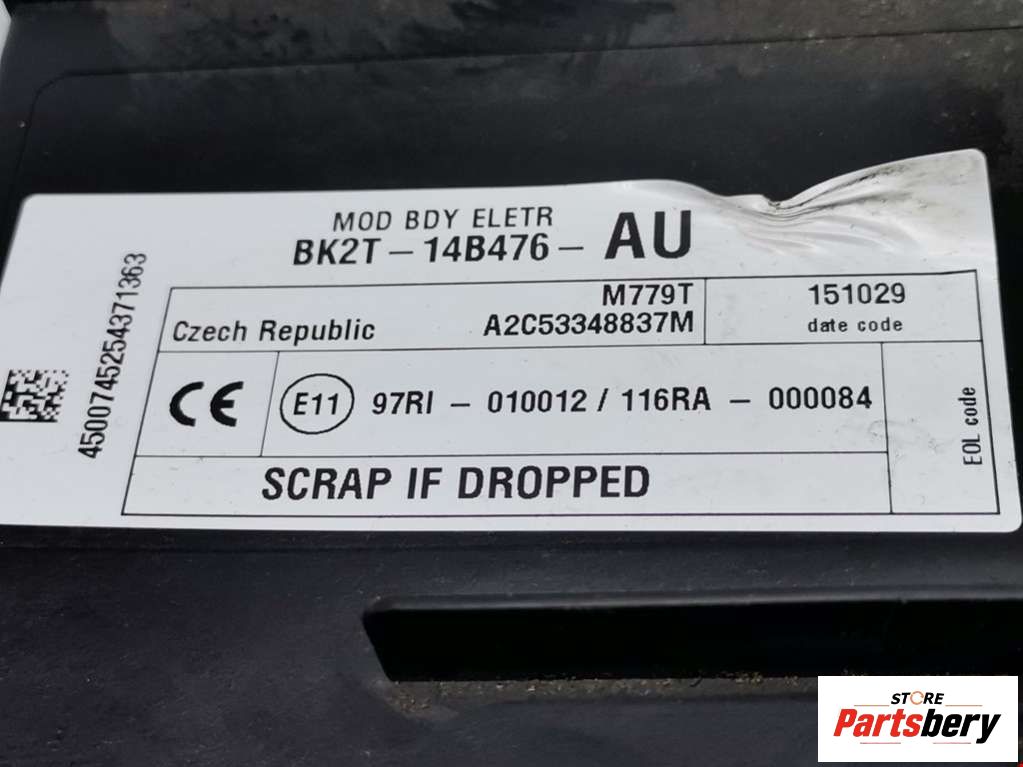 MOD BDY ELETR
BK2T - 14B476 - AU
M779T
Czech Republic A2C53348837M
151029
date code
CE E11 97RI - 010012 / 116RA - 000084
EOL code
SCRAP IF DROPPED
4500745254371363
STORE
Partsbery